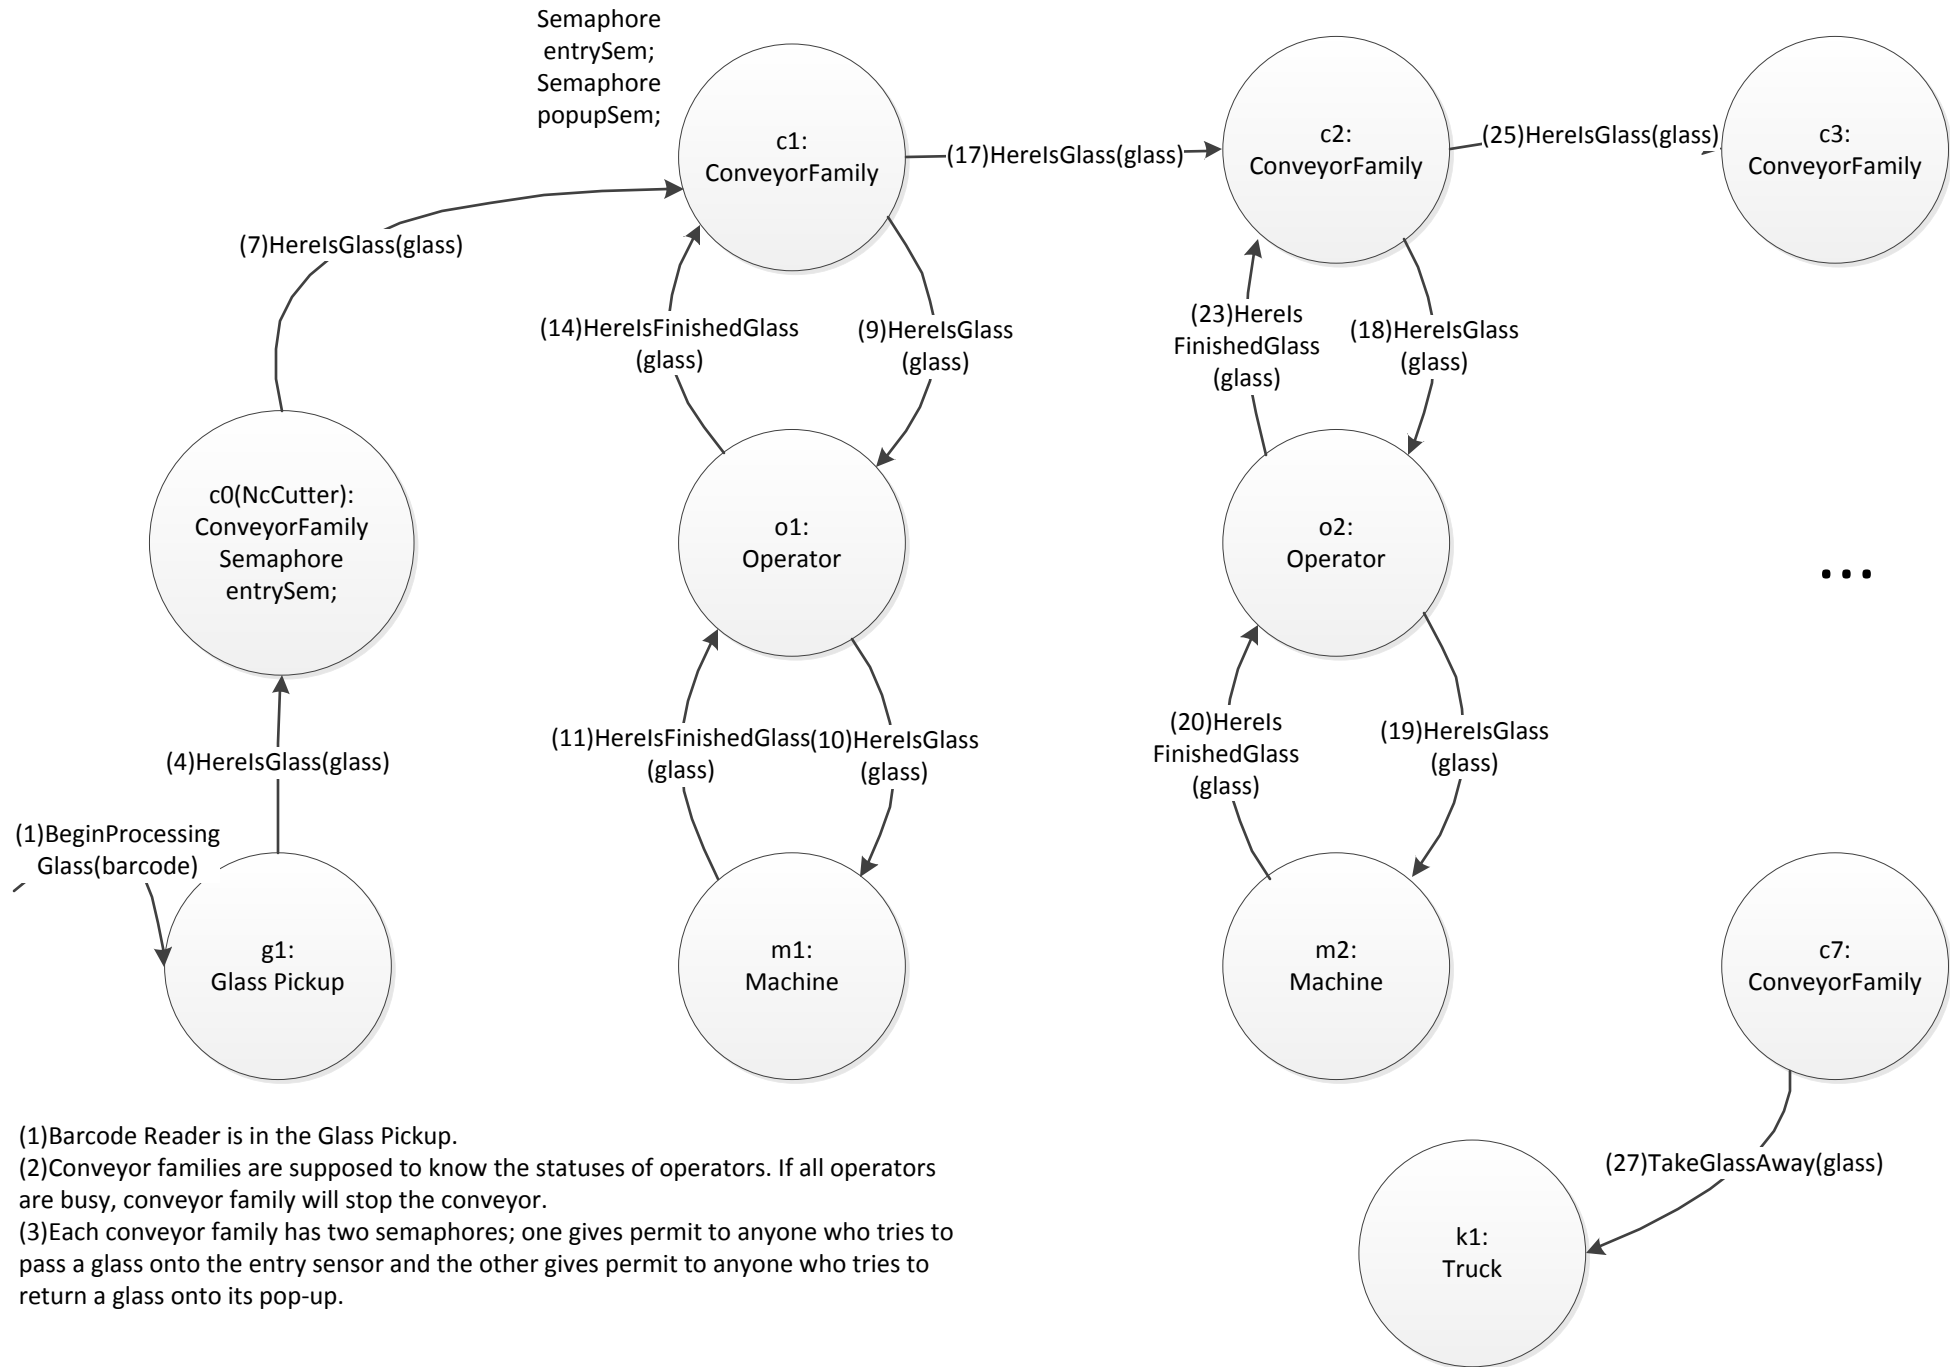 Semaphore
entrySem;
Semaphore
popupSem;
c1:
ConveyorFamily
(17)HereIsGlass(glass)
c2:
ConveyorFamily
(25)HereIsGlass(glass)
c3:
ConveyorFamily
(7)HereIsGlass(glass)
(14)HereIsFinishedGlass
(glass)
(9)HereIsGlass
(glass)
(23)HereIs
FinishedGlass
(glass)
(18)HereIsGlass
(glass)
c0(NcCutter):
ConveyorFamily
Semaphore
entrySem;
o1:
Operator
o2:
Operator
...
(4)HereIsGlass(glass)
(11)HereIsFinishedGlass
(glass)
(10)HereIsGlass
(glass)
(20)HereIs
FinishedGlass
(glass)
(19)HereIsGlass
(glass)
(1)BeginProcessing
Glass(barcode)
g1:
Glass Pickup
m1:
Machine
m2:
Machine
c7:
ConveyorFamily
(27)TakeGlassAway(glass)
k1:
Truck
(1)Barcode Reader is in the Glass Pickup.
(2)Conveyor families are supposed to know the statuses of operators. If all operators
are busy, conveyor family will stop the conveyor.
(3)Each conveyor family has two semaphores; one gives permit to anyone who tries to
pass a glass onto the entry sensor and the other gives permit to anyone who tries to
return a glass onto its pop-up.